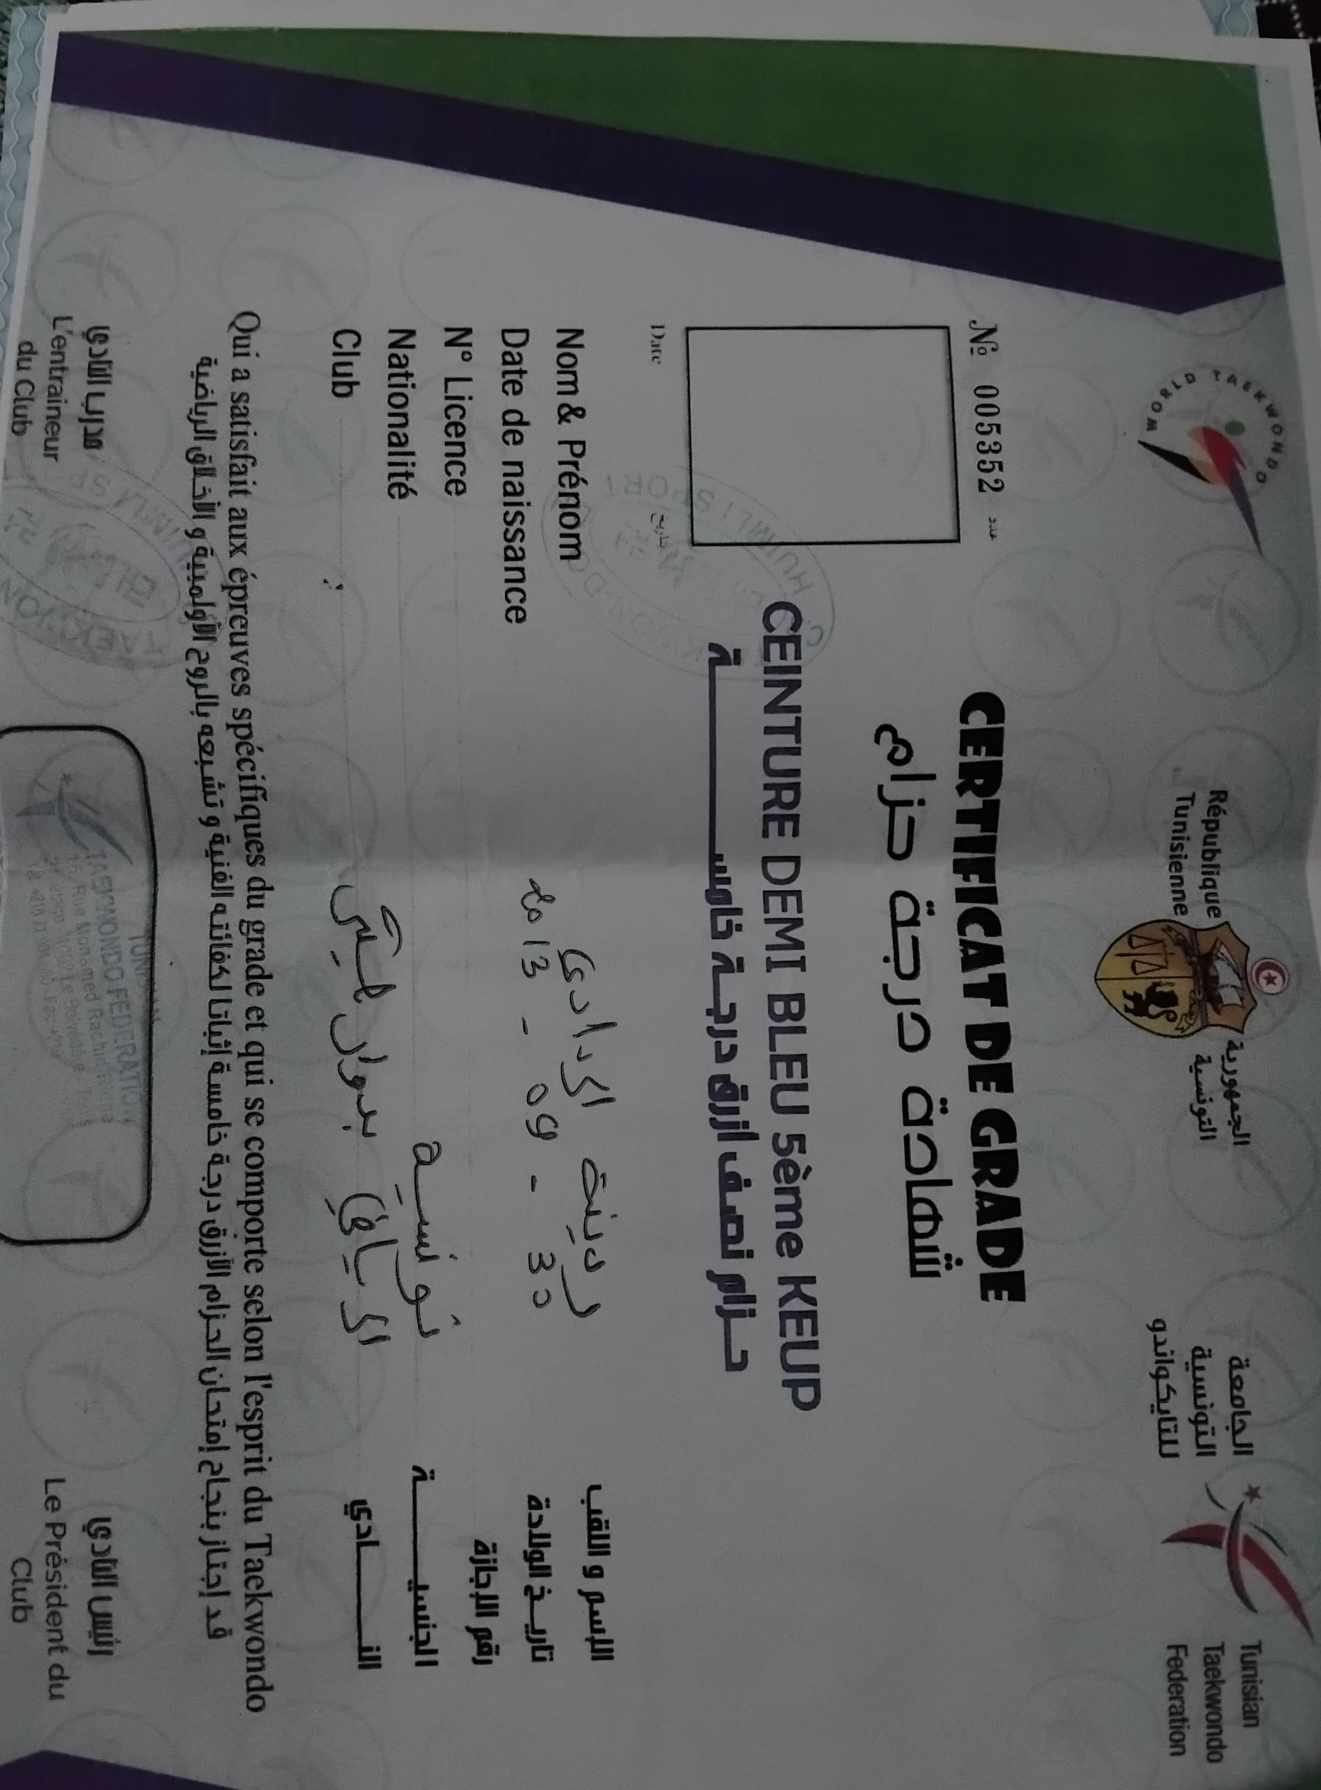 WORLD TAEKWONDO
République
Tunisienne
الجمهورية
التونسية
الجامعة
التونسية
للتايكواندو
Tunisian
Taekwondo
Federation
№ 005352 عدد
CERTIFICAT DE GRADE
شهادة درجة حزام
CEINTURE DEMI BLEU 5ème KEUP
حزام نصف أزرق درجة خامسة
Date تاريخ
Nom & Prénom الإسم و اللقب
Date de naissance 2013 - 09 - 30 تاريخ الولادة
N° Licence رقم الإجازة
Nationalité تونسية الجنسية
Club : النادي
Qui a satisfait aux épreuves spécifiques du grade et qui se comporte selon l'esprit du Taekwondo
قد إجتاز بنجاح إمتحان الحزام الأزرق درجة خامسة إثباتا لكفائته الفنية و تشبعه بالروح الأولمبية و الأخلاق الرياضية
مدرب النادي
L'entraineur
du Club
TUNISIAN
TAEKWONDO FEDERATION
رئيس النادي
Le Président du
Club